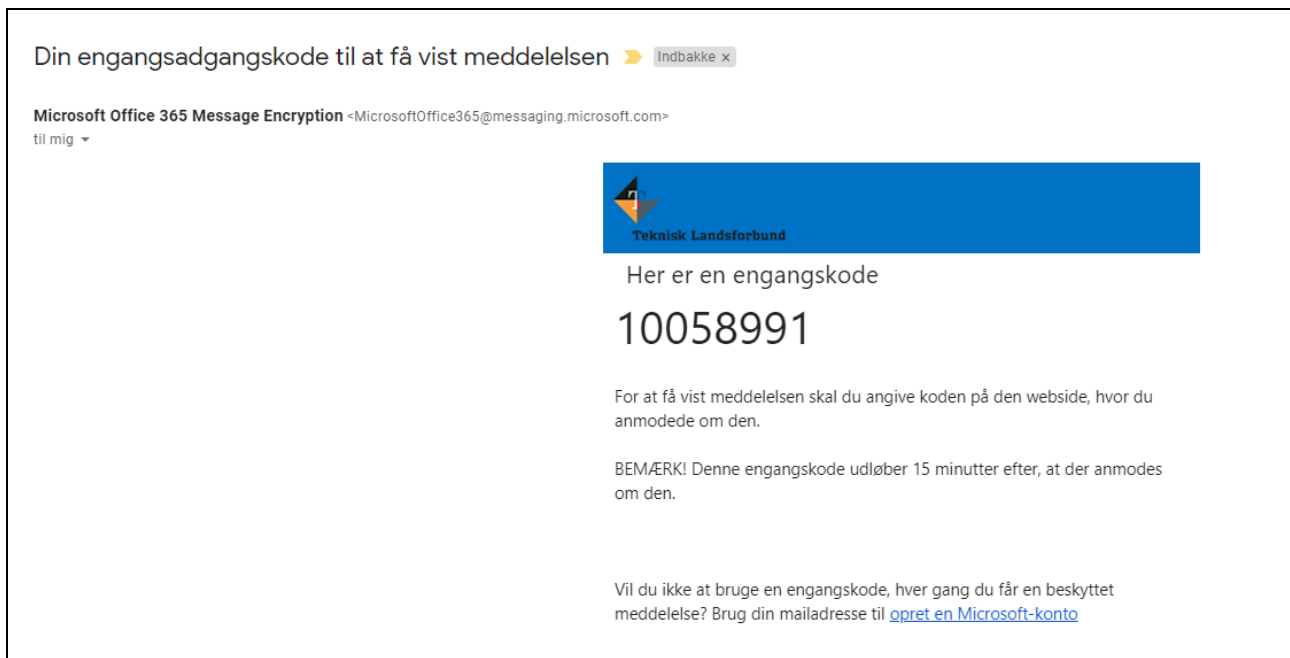 Din engangsadgangskode til at få vist meddelelsen Indbakke x
Microsoft Office 365 Message Encryption <MicrosoftOffice365@messaging.microsoft.com>
til mig
T
Teknisk Landsforbund
Her er en engangskode
10058991
For at få vist meddelelsen skal du angive koden på den webside, hvor du
anmodede om den.
BEMÆRK! Denne engangskode udløber 15 minutter efter, at der anmodes
om den.
Vil du ikke at bruge en engangskode, hver gang du får en beskyttet
meddelelse? Brug din mailadresse til opret en Microsoft-konto